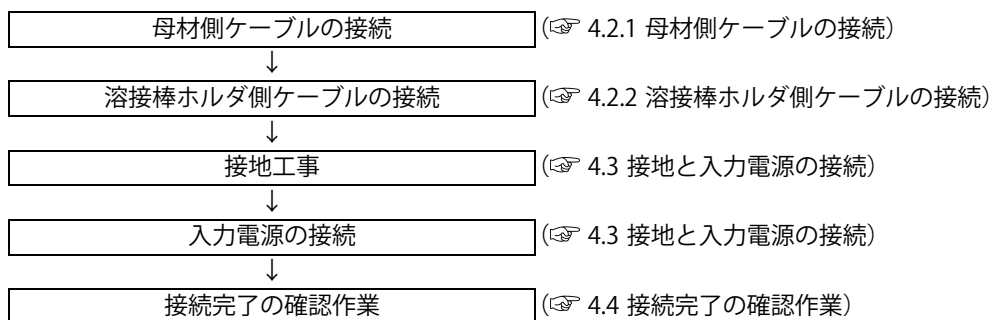 母材側ケーブルの接続 (☞ 4.2.1 母材側ケーブルの接続)
↓
溶接棒ホルダ側ケーブルの接続 (☞ 4.2.2 溶接棒ホルダ側ケーブルの接続)
↓
接地工事 (☞ 4.3 接地と入力電源の接続)
↓
入力電源の接続 (☞ 4.3 接地と入力電源の接続)
↓
接続完了の確認作業 (☞ 4.4 接続完了の確認作業)